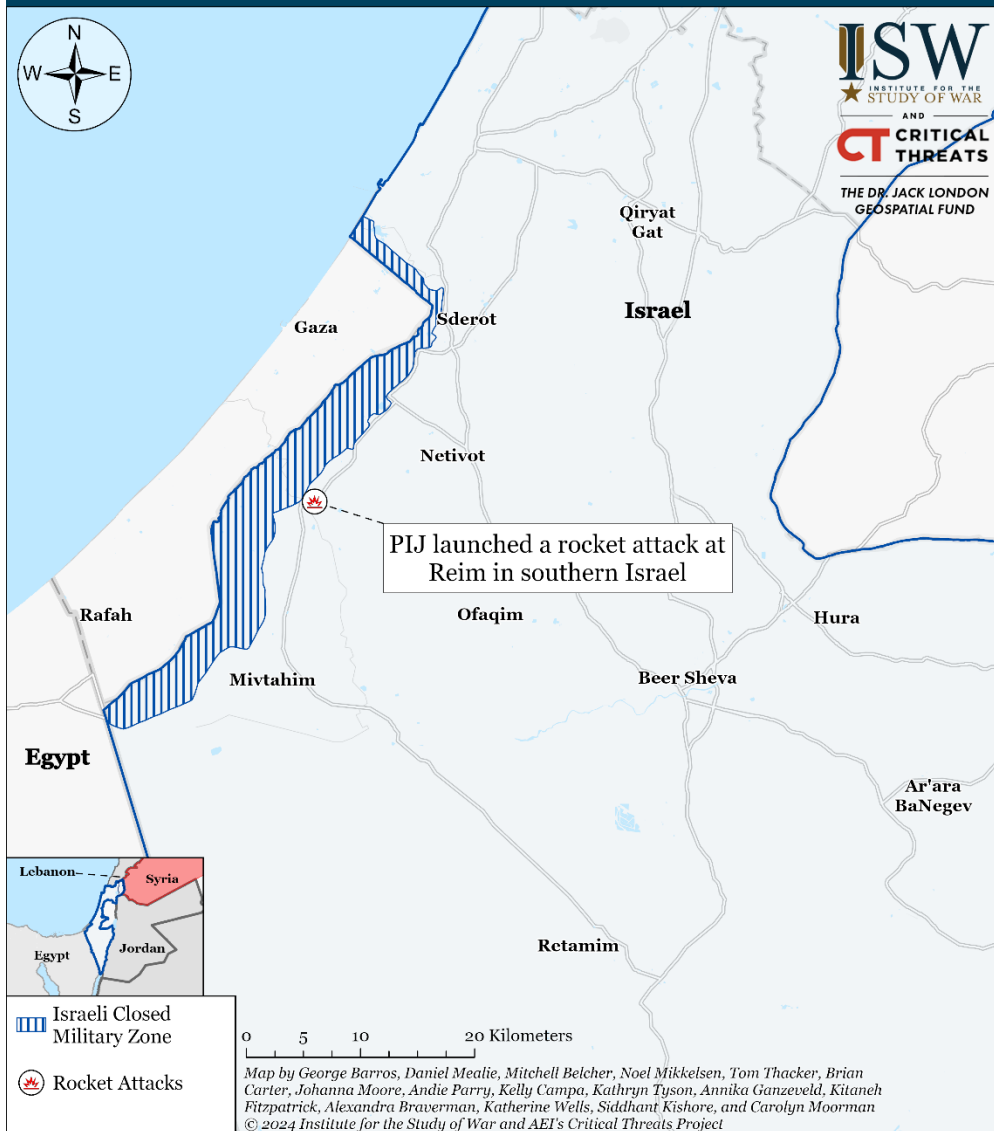 N
W
E
S
ISW
INSTITUTE FOR THE
STUDY OF WAR
AND
CT CRITICAL
THREATS
THE DR. JACK LONDON
GEOSPATIAL FUND
Qiryat
Gat
Israel
Gaza
Sderot
Netivot
PIJ launched a rocket attack at
Reim in southern Israel
Rafah
Ofaqim
Hura
Mivtahim
Beer Sheva
Egypt
Ar'ara
BaNegev
Lebanon
Syria
Egypt
Jordan
Retamim
Israeli Closed
Military Zone
Rocket Attacks
0 5 10 20 Kilometers
Map by George Barros, Daniel Mealie, Mitchell Belcher, Noel Mikkelsen, Tom Thacker, Brian
Carter, Johanna Moore, Andie Parry, Kelly Campa, Kathryn Tyson, Annika Ganzeveld, Kitaneh
Fitzpatrick, Alexandra Braverman, Katherine Wells, Siddhant Kishore, and Carolyn Moorman
© 2024 Institute for the Study of War and AEI's Critical Threats Project